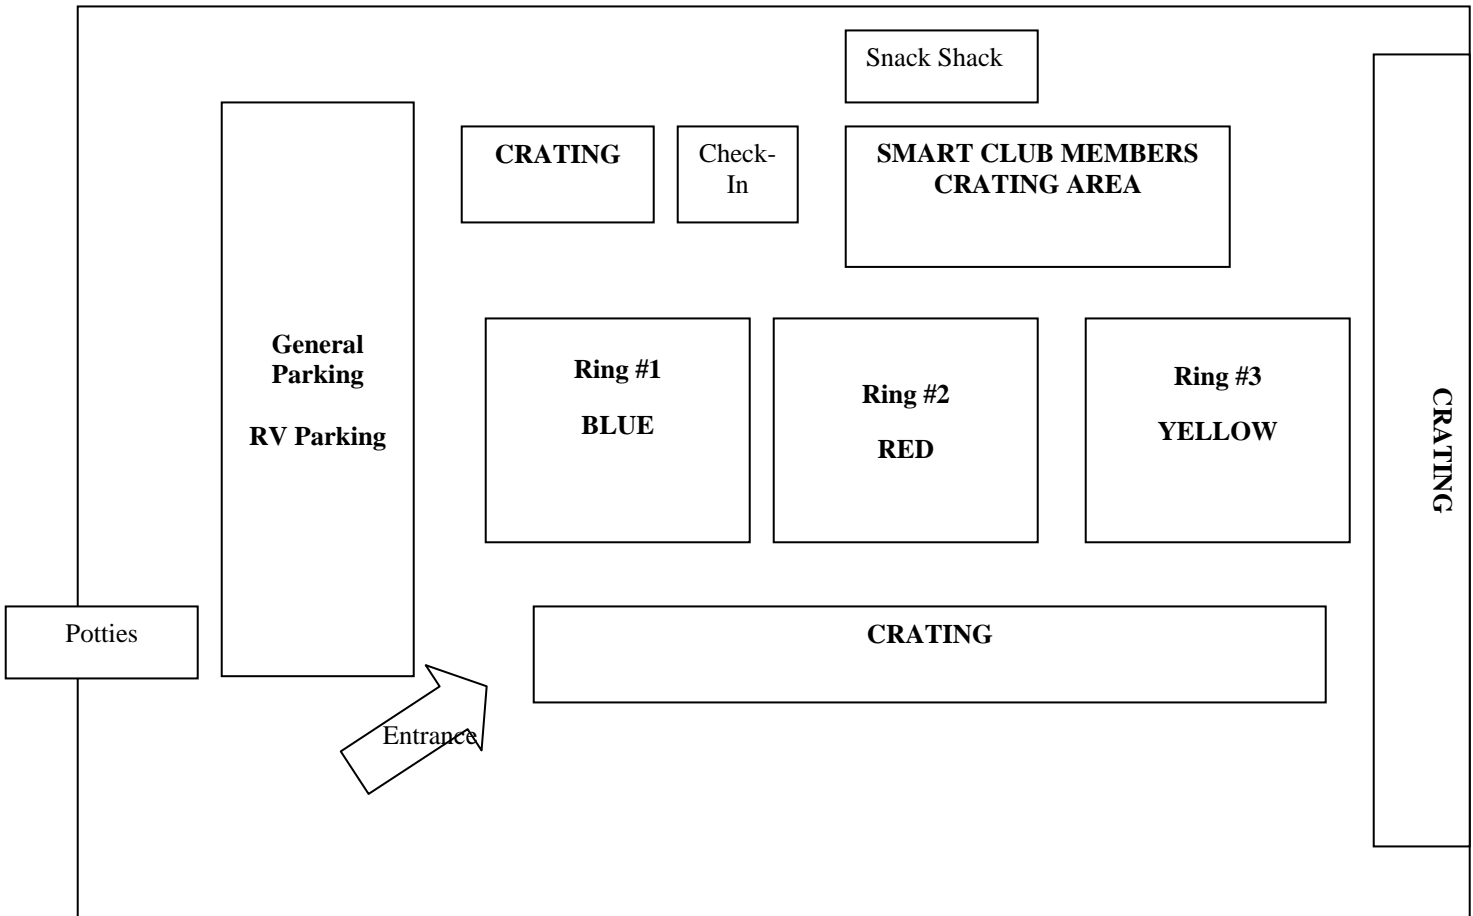 Snack Shack
CRATING
Check-
In
SMART CLUB MEMBERS
CRATING AREA
General
Parking
RV Parking
Ring #1
BLUE
Ring #2
RED
Ring #3
YELLOW
CRATING
Potties
CRATING
Entrance